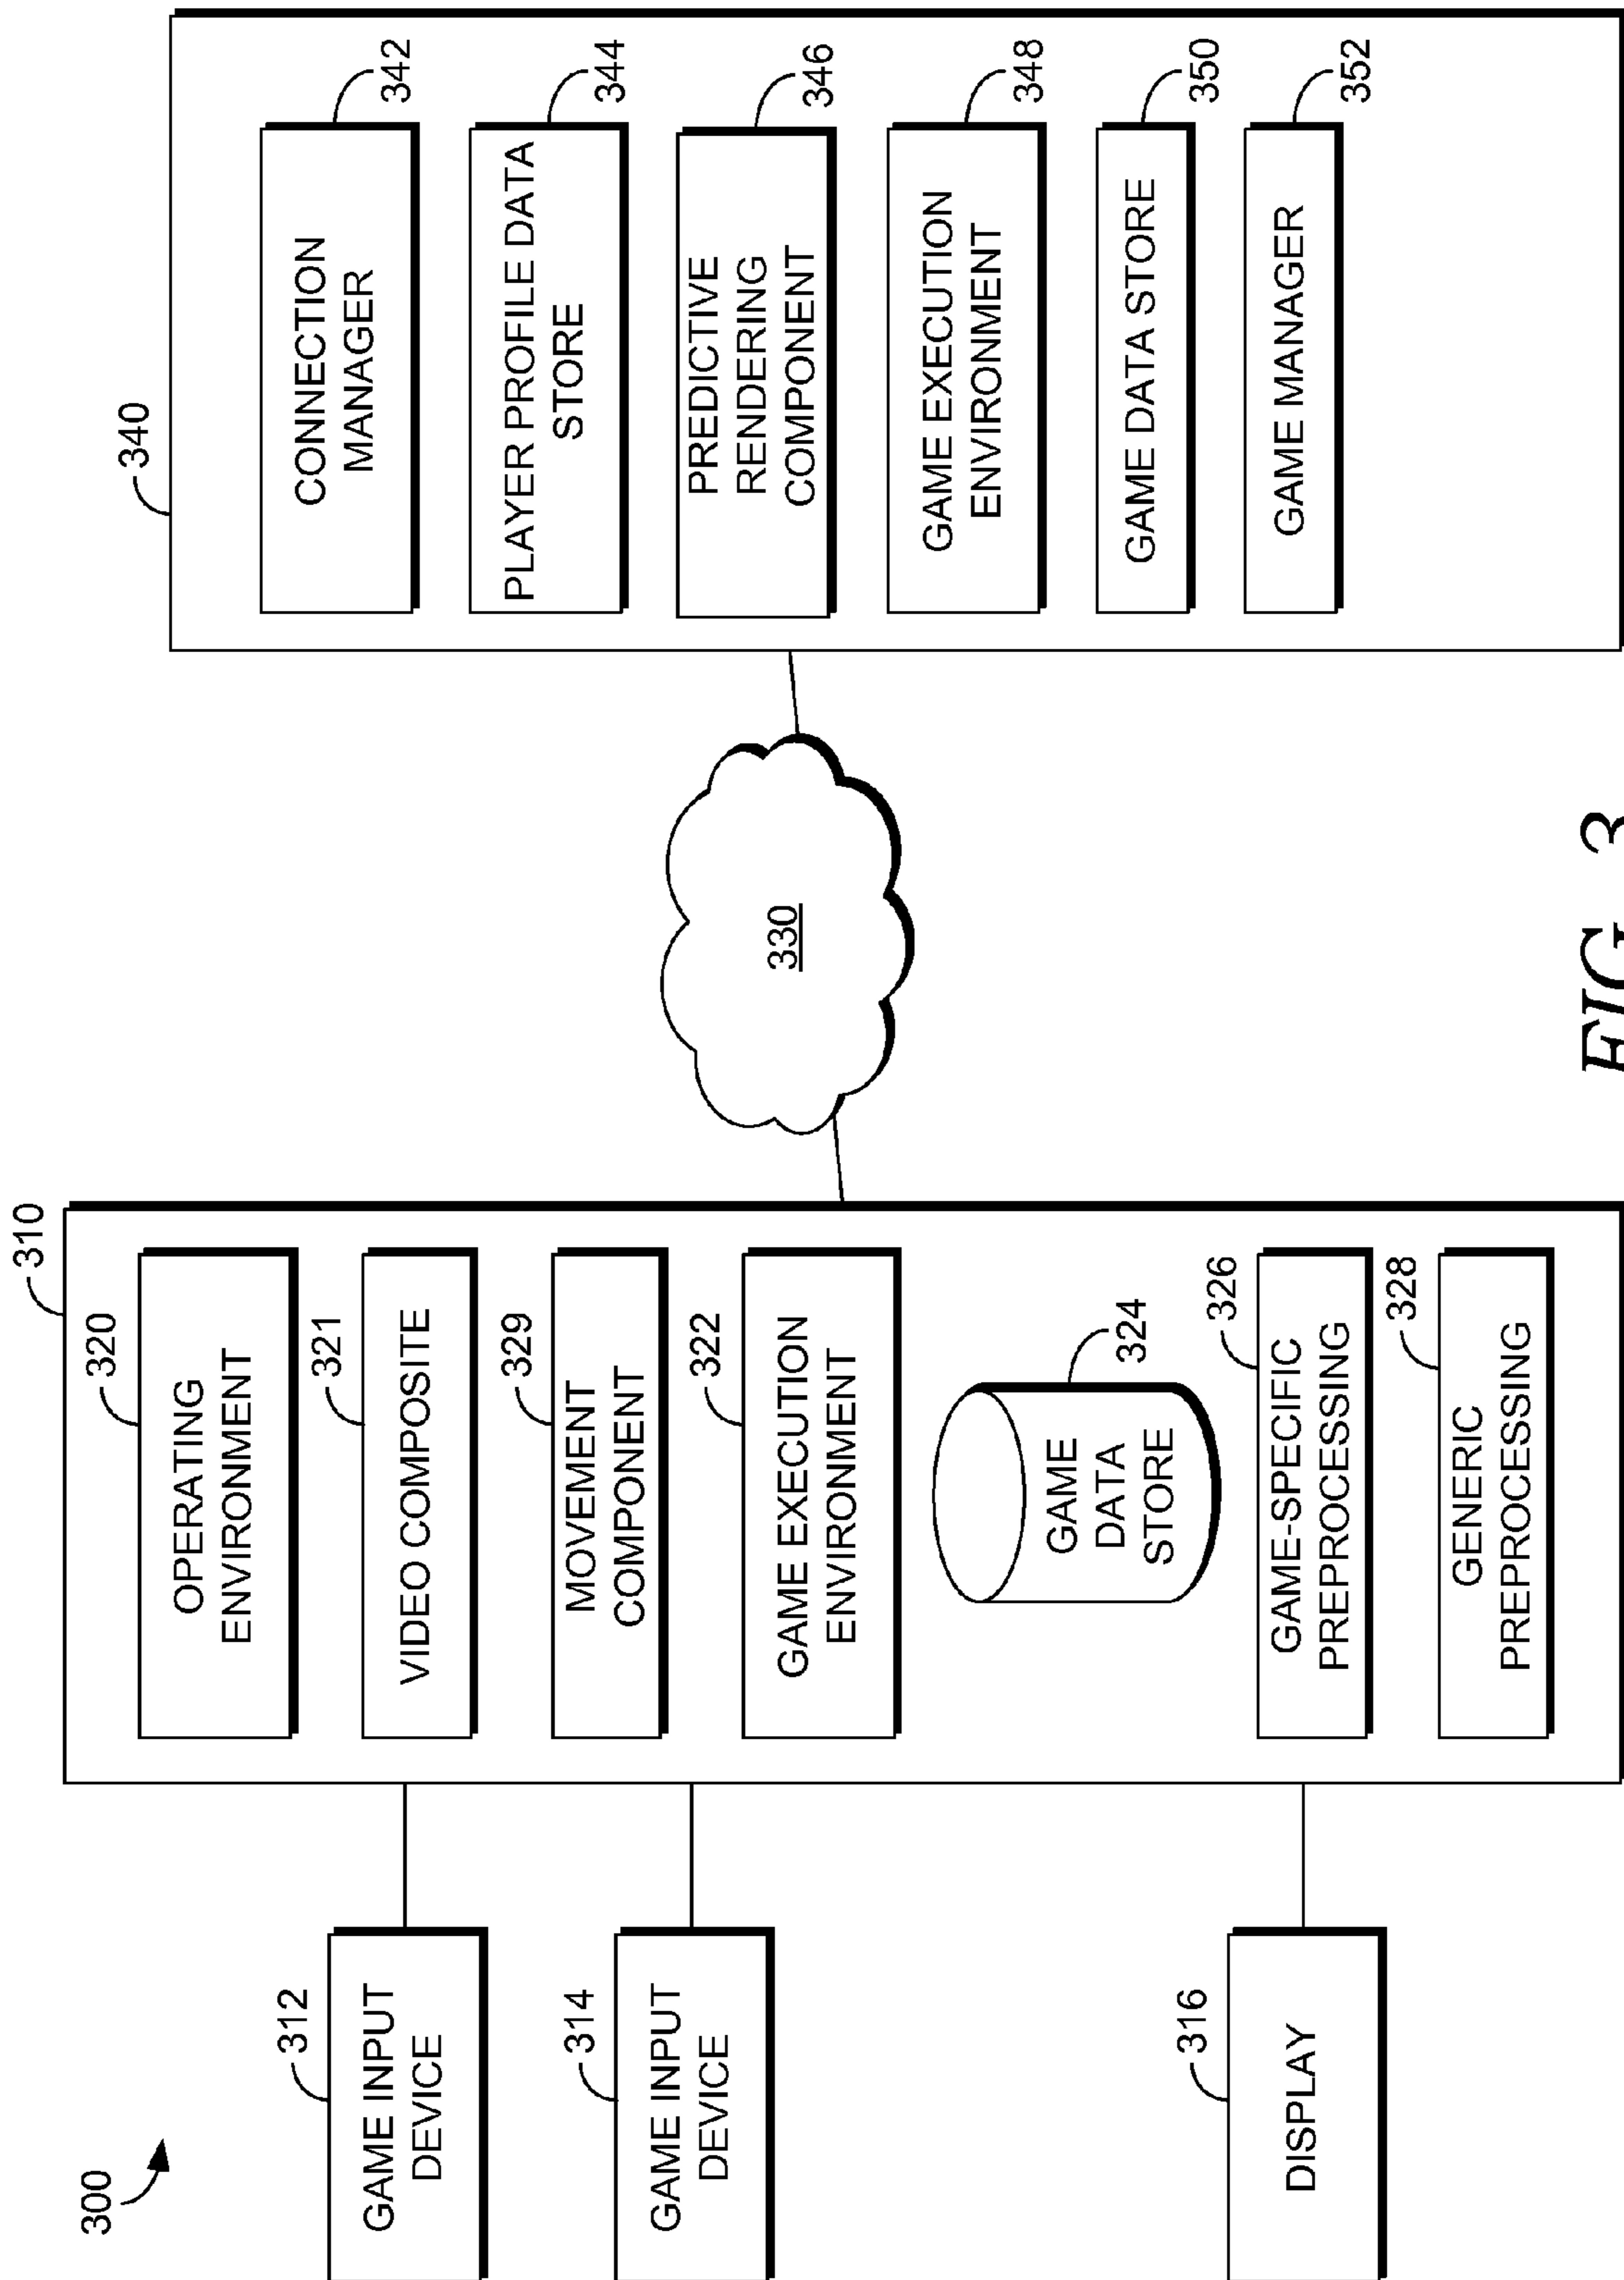 300
312
GAME INPUT
DEVICE
314
GAME INPUT
DEVICE
316
DISPLAY
310
320
OPERATING
ENVIRONMENT
321
VIDEO COMPOSITE
329
MOVEMENT
COMPONENT
322
GAME EXECUTION
ENVIRONMENT
324
GAME
DATA
STORE
326
GAME-SPECIFIC
PREPROCESSING
328
GENERIC
PREPROCESSING
330
340
CONNECTION
MANAGER
342
PLAYER PROFILE DATA
STORE
344
PREDICTIVE
RENDERING
COMPONENT
346
GAME EXECUTION
ENVIRONMENT
348
GAME DATA STORE
350
GAME MANAGER
352
FIG. 3